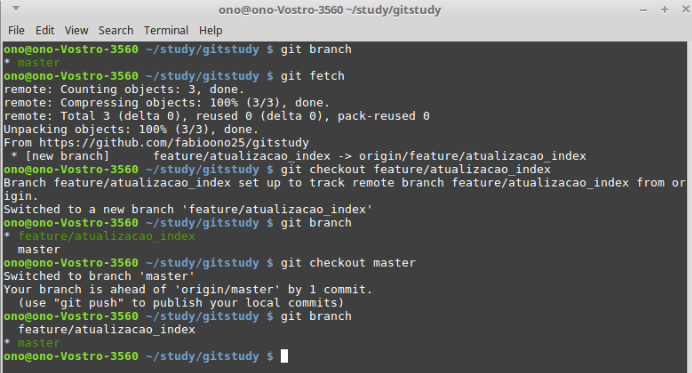 ono@ono-Vostro-3560 ~/study/gitstudy
File Edit View Search Terminal Help
ono@ono-Vostro-3560 ~/study/gitstudy $ git branch
* master
ono@ono-Vostro-3560 ~/study/gitstudy $ git fetch
remote: Counting objects: 3, done.
remote: Compressing objects: 100% (3/3), done.
remote: Total 3 (delta 0), reused 0 (delta 0), pack-reused 0
Unpacking objects: 100% (3/3), done.
From https://github.com/fabioono25/gitstudy
 * [new branch]      feature/atualizacao_index -> origin/feature/atualizacao_index
ono@ono-Vostro-3560 ~/study/gitstudy $ git checkout feature/atualizacao_index
Branch feature/atualizacao_index set up to track remote branch feature/atualizacao_index from or
igin.
Switched to a new branch 'feature/atualizacao_index'
ono@ono-Vostro-3560 ~/study/gitstudy $ git branch
* feature/atualizacao_index
  master
ono@ono-Vostro-3560 ~/study/gitstudy $ git checkout master
Switched to branch 'master'
Your branch is ahead of 'origin/master' by 1 commit.
  (use "git push" to publish your local commits)
ono@ono-Vostro-3560 ~/study/gitstudy $ git branch
  feature/atualizacao_index
* master
ono@ono-Vostro-3560 ~/study/gitstudy $